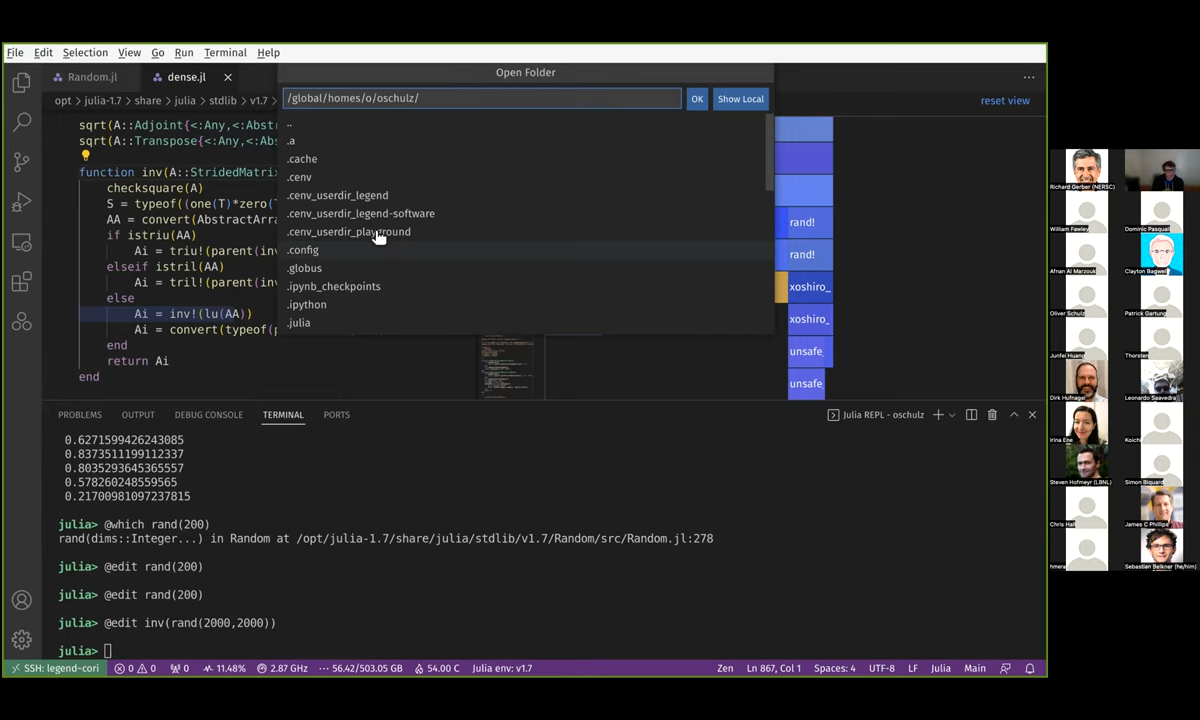 File Edit Selection View Go Run Terminal Help
Open Folder
Random.jl dense.jl
/global/homes/o/oschulz/ OK Show Local
opt > julia-1.7 > share > julia > stdlib > v1.7 > reset view
sqrt(A::Adjoint{<:Any,<:Abst
sqrt(A::Transpose{<:Any,<:Abs
function inv(A::StridedMatrix
checksquare(A)
S = typeof((one(T)*zero(T
AA = convert(AbstractArra
if istriu(AA)
Ai = triu!(parent(inv
elseif istril(AA)
Ai = tril!(parent(inv
else
Ai = inv!(lu(AA))
Ai = convert(typeof(p
end
return Ai
end
..
.a
.cache
.cenv
.cenv_userdir_legend
.cenv_userdir_legend-software
.cenv_userdir_playground
.config
.globus
.ipynb_checkpoints
.ipython
.julia
rand!
rand!
xoshiro_
xoshiro_
unsafe_
unsafe_
PROBLEMS OUTPUT DEBUG CONSOLE TERMINAL PORTS
Julia REPL - oschulz
0.6271599426243085
0.8373511199112337
0.8035293645365557
0.578260248559565
0.21700981097237815
julia> @which rand(200)
rand(dims::Integer...) in Random at /opt/julia-1.7/share/julia/stdlib/v1.7/Random/src/Random.jl:278
julia> @edit rand(200)
julia> @edit rand(200)
julia> @edit inv(rand(2000,2000))
julia>
SSH: legend-cori 0 0 0 11.48% 2.87 GHz 56.42/503.05 GB 54.00 C Julia env: v1.7 Zen Ln 867, Col 1 Spaces: 4 UTF-8 LF Julia Main
Richard Gerber (NERSC)
William Fawley Dominic Pasquali
Afnan Al Marzouk Clayton Bagwell
Oliver Schulz Patrick Gartung
Junfei Huang Thorsten
Dirk Hufnagel Leonardo Saavedra
Irina Ene Koichi
Steven Hofmeyr (LBNL) Simon Biquard
Chris Hall James C Phillips
hmera Sebastian Belkner (he/him)